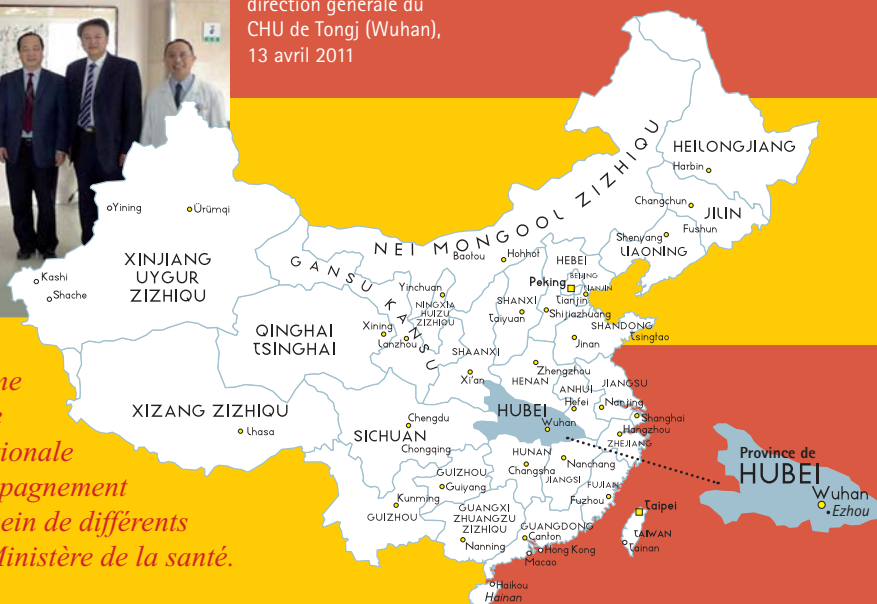 direction générale du
CHU de Tongj (Wuhan),
13 avril 2011
HEILONGJIANG
Harbin
Changchun
JILIN
Shenyang
Fushun
LIAONING
NEI MONGOOL ZIZHIQU
Baotou
Hohhot
HEBEI
BEIJING
Peking
TIANJIN
Tianjin
Yining
Ürümqi
Kashi
Shache
XINJIANG
UYGUR
ZIZHIQU
GANSU KANSU
Yinchuan
NINGXIA
HUIZU
ZIZHIQU
SHANXI
Taiyuan
Shijiazhuang
SHANDONG
Tsingtao
Jinan
QINGHAI
TSINGHAI
Xining
Lanzhou
SHAANXI
Xi'an
Zhengzhou
HENAN
ANHUI
JIANGSU
Hefei
Nanjing
Shanghai
Hangzhou
ZHEJIANG
XIZANG ZIZHIQU
Lhasa
SICHUAN
Chengdu
Chongqing
HUBEI
Wuhan
HUNAN
Changsha
Nanchang
JIANGSI
FUJIAN
Fuzhou
GUIZHOU
Guiyang
Kunming
GUIZHOU
GUANGXI
ZHUANGZU
ZIZHIQU
Nanning
GUANGDONG
Canton
Hong Kong
Macao
Haikou
Hainan
Taipei
TAIWAN
Tainan
Province de
HUBEI
Wuhan
Ezhou
ionale
pagnement
ein de différents
Ministère de la santé.